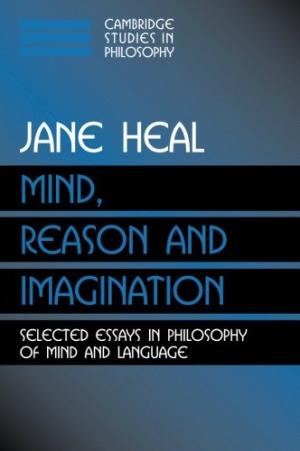 CAMBRIDGE
STUDIES IN
PHILOSOPHY
JANE HEAL
MIND,
REASON AND
IMAGINATION
SELECTED ESSAYS IN PHILOSOPHY
OF MIND AND LANGUAGE